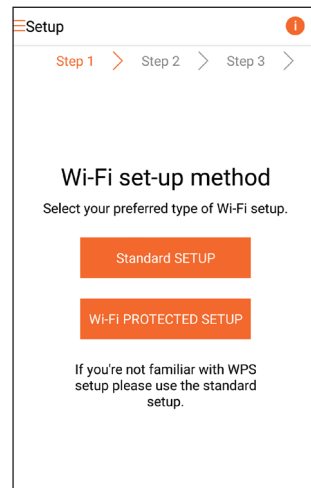 Setup
i
Step 1 Step 2 Step 3
Wi-Fi set-up method
Select your preferred type of Wi-Fi setup.
Standard SETUP
Wi-Fi PROTECTED SETUP
If you're not familiar with WPS
setup please use the standard
setup.